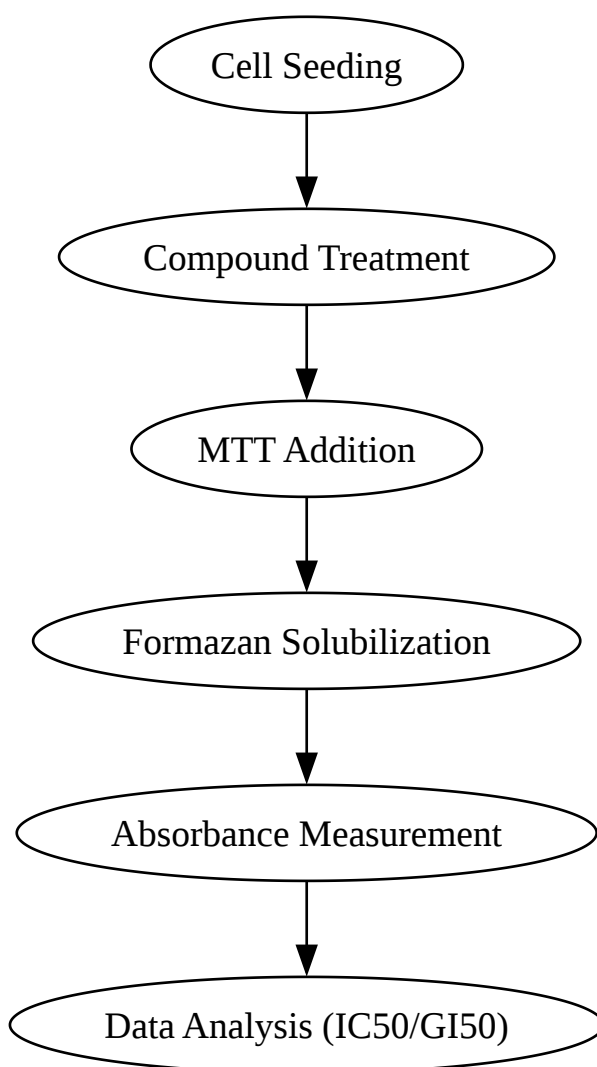 Cell Seeding
Compound Treatment
MTT Addition
Formazan Solubilization
Absorbance Measurement
Data Analysis (IC50/GI50)